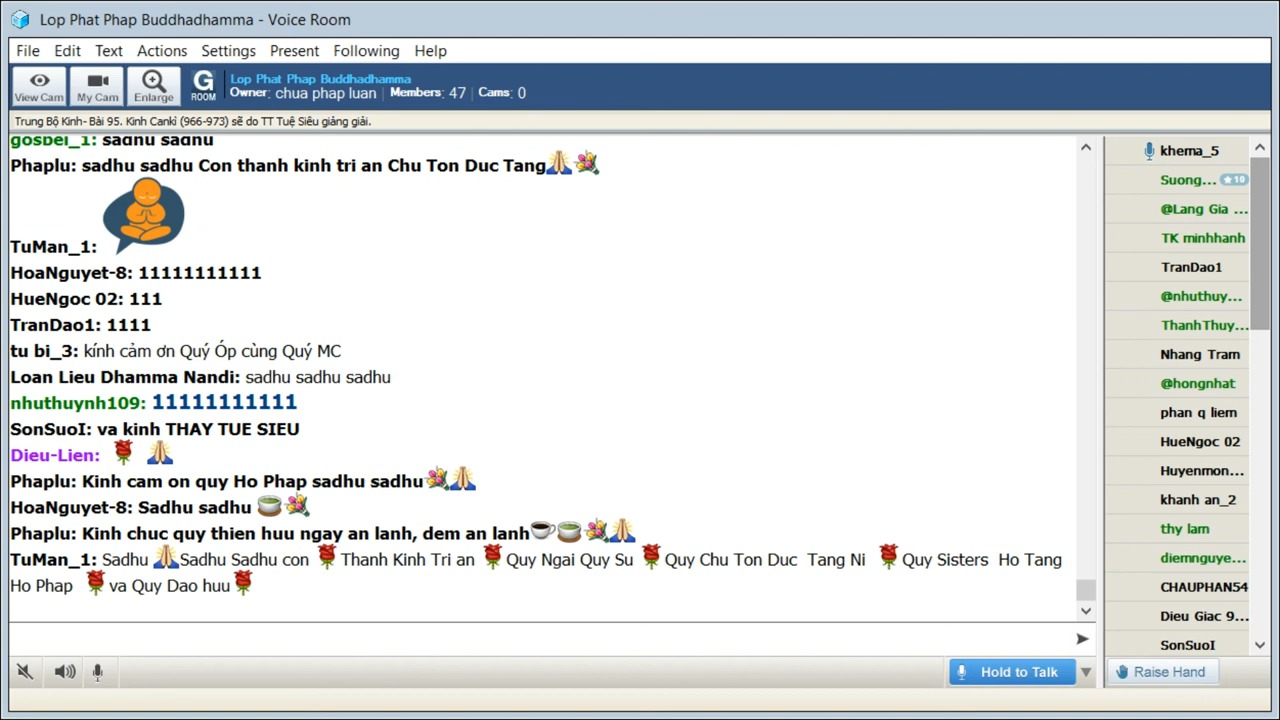 Lop Phat Phap Buddhadhamma - Voice Room
File Edit Text Actions Settings Present Following Help
View Cam My Cam Enlarge G ROOM
Lop Phat Phap Buddhadhamma
Owner: chua phap luan | Members: 47 | Cams: 0
Trung Bộ Kinh- Bài 95. Kinh Cankì (966-973) sẽ do TT Tuệ Siêu giảng giải.
gosbei_1: sadhu sadhu
Phaplu: sadhu sadhu Con thanh kinh tri an Chu Ton Duc Tang🙏💐
TuMan_1:
HoaNguyet-8: 11111111111
HueNgoc 02: 111
TranDao1: 1111
tu bi_3: kính cảm ơn Quý Óp cùng Quý MC
Loan Lieu Dhamma Nandi: sadhu sadhu sadhu
nhuthuynh109: 11111111111
SonSuoI: va kinh THAY TUE SIEU
Dieu-Lien: 🌹 🙏
Phaplu: Kinh cam on quy Ho Phap sadhu sadhu💐🙏
HoaNguyet-8: Sadhu sadhu 🍵💐
Phaplu: Kinh chuc quy thien huu ngay an lanh, dem an lanh☕🍵💐🙏
TuMan_1: Sadhu 🙏Sadhu Sadhu con 🌹Thanh Kinh Tri an 🌹Quy Ngai Quy Su 🌹Quy Chu Ton Duc Tang Ni 🌹Quy Sisters Ho Tang
Ho Phap 🌹va Quy Dao huu🌹
Hold to Talk
khema_5
Suong... ★10
@Lang Gia ...
TK minhhanh
TranDao1
@nhuthuy...
ThanhThuy...
Nhang Tram
@hongnhat
phan q liem
HueNgoc 02
Huyenmon...
khanh an_2
thy lam
diemnguye...
CHAUPHAN54
Dieu Giac 9...
SonSuoI
Raise Hand